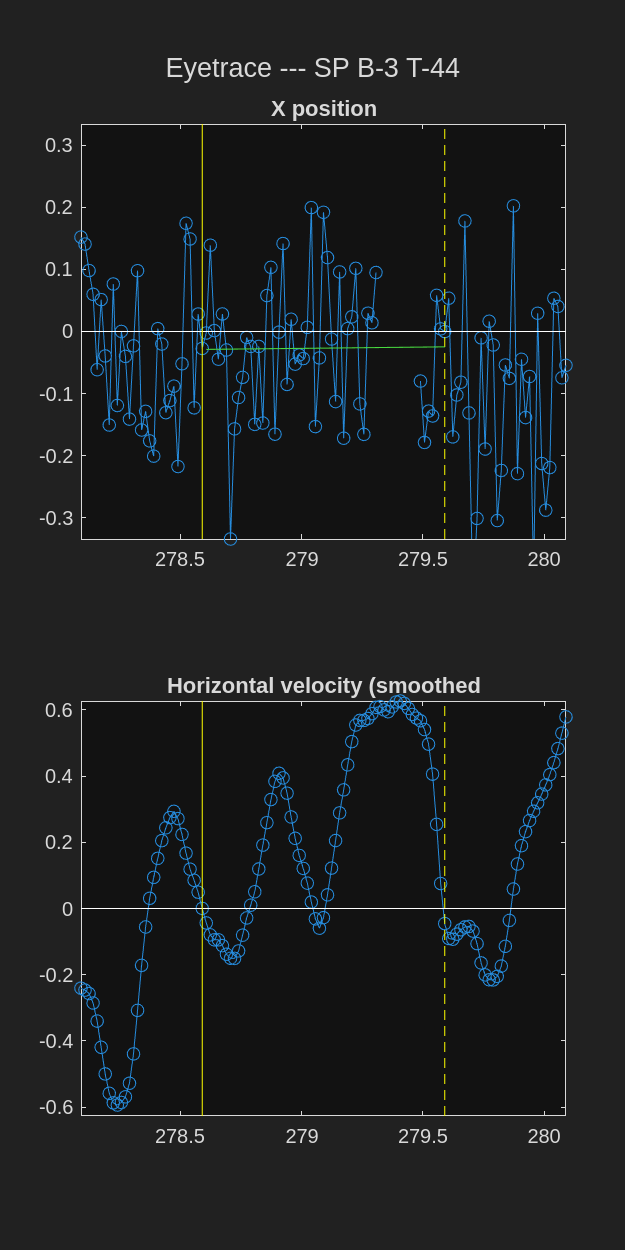 Eyetrace --- SP B-3 T-44
X position
0.3
0.2
0.1
0
-0.1
-0.2
-0.3
278.5 279 279.5 280
Horizontal velocity (smoothed
0.6
0.4
0.2
0
-0.2
-0.4
-0.6
278.5 279 279.5 280